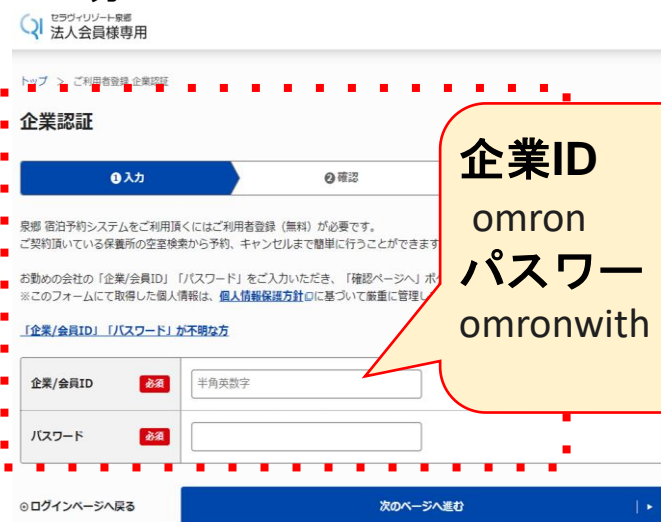 セラヴィリゾート泉郷
法人会員様専用
トップ > ご利用者登録 企業認証
企業認証
❶入力
❷確認
泉郷 宿泊予約システムをご利用頂くにはご利用者登録（無料）が必要です。
ご契約頂いている保養所の空室検索から予約、キャンセルまで簡単に行うことができます
お勤めの会社の「企業/会員ID」「パスワード」をご入力いただき、「確認ページへ」ボ
※このフォームにて取得した個人情報は、個人情報保護方針に基づいて厳重に管理し
「企業/会員ID」「パスワード」が不明な方
企業/会員ID 必須 半角英数字
パスワード 必須
企業ID
omron
パスワー
omronwith
ログインページへ戻る
次のページへ進む